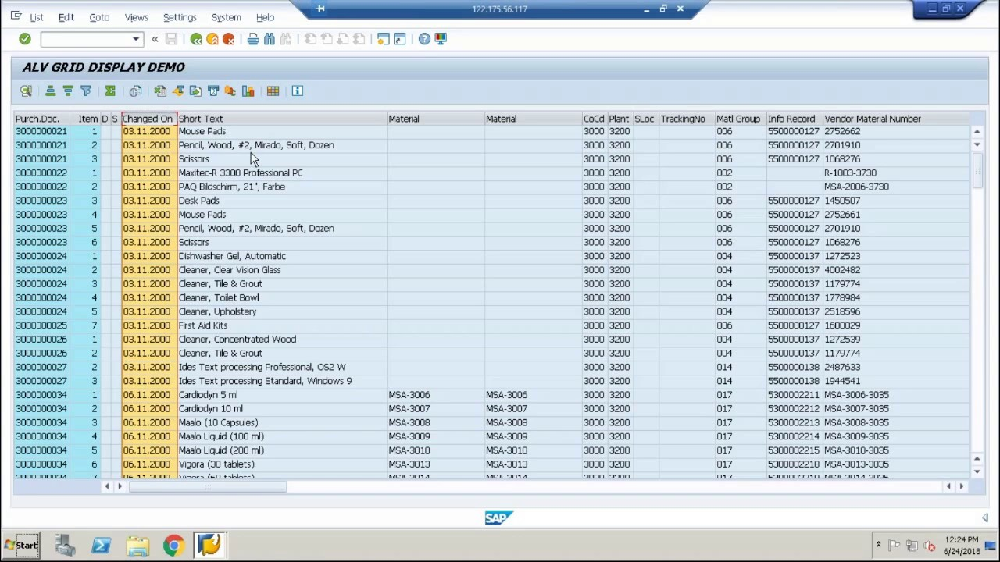 122.175.56.117
List Edit Goto Views Settings System Help
ALV GRID DISPLAY DEMO
Purch.Doc. Item D S Changed On Short Text Material Material CoCd Plant SLoc TrackingNo Matl Group Info Record Vendor Material Number
3000000021 1 03.11.2000 Mouse Pads 3000 3200 006 5500000127 2752662
3000000021 2 03.11.2000 Pencil, Wood, #2, Mirado, Soft, Dozen 3000 3200 006 5500000127 2701910
3000000021 3 03.11.2000 Scissors 3000 3200 006 5500000127 1068276
3000000022 1 03.11.2000 Maxitec-R 3300 Professional PC 3000 3200 002 R-1003-3730
3000000022 2 03.11.2000 PAQ Bildschirm, 21", Farbe 3000 3200 002 MSA-2006-3730
3000000023 3 03.11.2000 Desk Pads 3000 3200 006 5500000127 1450507
3000000023 4 03.11.2000 Mouse Pads 3000 3200 006 5500000127 2752661
3000000023 5 03.11.2000 Pencil, Wood, #2, Mirado, Soft, Dozen 3000 3200 006 5500000127 2701910
3000000023 6 03.11.2000 Scissors 3000 3200 006 5500000127 1068276
3000000024 1 03.11.2000 Dishwasher Gel, Automatic 3000 3200 004 5500000137 1272523
3000000024 2 03.11.2000 Cleaner, Clear Vision Glass 3000 3200 004 5500000137 4002482
3000000024 3 03.11.2000 Cleaner, Tile & Grout 3000 3200 004 5500000137 1179774
3000000024 4 03.11.2000 Cleaner, Toilet Bowl 3000 3200 004 5500000137 1778984
3000000024 5 03.11.2000 Cleaner, Upholstery 3000 3200 004 5500000137 2518596
3000000025 7 03.11.2000 First Aid Kits 3000 3200 006 5500000127 1600029
3000000026 1 03.11.2000 Cleaner, Concentrated Wood 3000 3200 004 5500000137 1272539
3000000026 2 03.11.2000 Cleaner, Tile & Grout 3000 3200 004 5500000137 1179774
3000000027 2 03.11.2000 Ides Text processing Professional, OS2 W 3000 3200 014 5500000138 2487633
3000000027 3 03.11.2000 Ides Text processing Standard, Windows 9 3000 3200 014 5500000138 1944541
3000000034 1 06.11.2000 Cardiodyn 5 ml MSA-3006 MSA-3006 3000 3200 017 5300002211 MSA-3006-3035
3000000034 2 06.11.2000 Cardiodyn 10 ml MSA-3007 MSA-3007 3000 3200 017 5300002212 MSA-3007-3035
3000000034 3 06.11.2000 Maalo (10 Capsules) MSA-3008 MSA-3008 3000 3200 017 5300002213 MSA-3008-3035
3000000034 4 06.11.2000 Maalo Liquid (100 ml) MSA-3009 MSA-3009 3000 3200 017 5300002214 MSA-3009-3035
3000000034 5 06.11.2000 Maalo Liquid (200 ml) MSA-3010 MSA-3010 3000 3200 017 5300002215 MSA-3010-3035
3000000034 6 06.11.2000 Vigora (30 tablets) MSA-3013 MSA-3013 3000 3200 017 5300002218 MSA-3013-3035
3000000034 7 06.11.2000 Vigora (60 tablets) MSA-3014 MSA-3014 3000 3200 017 5300002219 MSA-3014-3035
SAP
Start
12:24 PM
6/24/2018